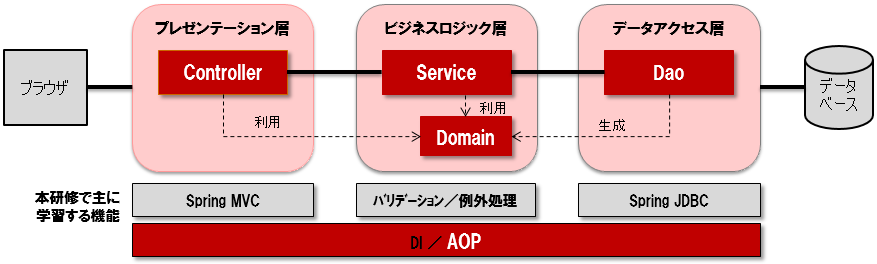 プレゼンテーション層
ビジネスロジック層
データアクセス層
ブラウザ
Controller
Service
Dao
データ
ベース
利用
利用
生成
Domain
本研修で主に
学習する機能
Spring MVC
バリデーション／例外処理
Spring JDBC
DI ／ AOP